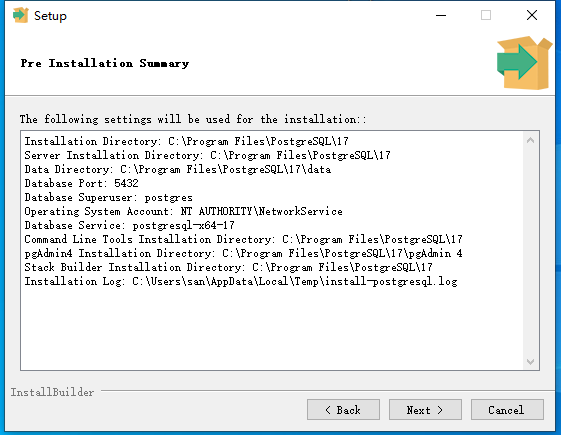 Setup
Pre Installation Summary
The following settings will be used for the installation::
Installation Directory: C:\Program Files\PostgreSQL\17
Server Installation Directory: C:\Program Files\PostgreSQL\17
Data Directory: C:\Program Files\PostgreSQL\17\data
Database Port: 5432
Database Superuser: postgres
Operating System Account: NT AUTHORITY\NetworkService
Database Service: postgresql-x64-17
Command Line Tools Installation Directory: C:\Program Files\PostgreSQL\17
pgAdmin4 Installation Directory: C:\Program Files\PostgreSQL\17\pgAdmin 4
Stack Builder Installation Directory: C:\Program Files\PostgreSQL\17
Installation Log: C:\Users\san\AppData\Local\Temp\install-postgresql.log
InstallBuilder
< Back Next > Cancel